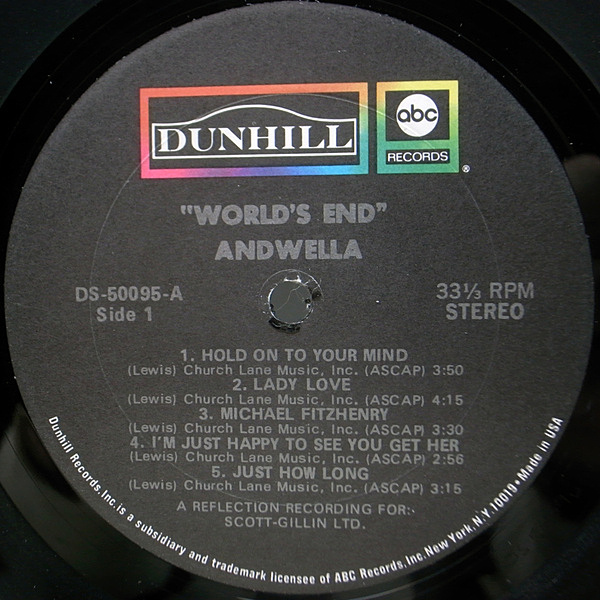 DUNHILL
abc
RECORDS
®
"WORLD'S END"
ANDWELLA
DS-50095-A
Side 1
33⅓ RPM
STEREO
1. HOLD ON TO YOUR MIND
(Lewis) Church Lane Music, Inc. (ASCAP) 3:50
2. LADY LOVE
(Lewis) Church Lane Music, Inc. (ASCAP) 4:15
3. MICHAEL FITZHENRY
(Lewis) Church Lane Music, Inc. (ASCAP) 3:30
4. I'M JUST HAPPY TO SEE YOU GET HER
(Lewis) Church Lane Music, Inc. (ASCAP) 2:56
5. JUST HOW LONG
(Lewis) Church Lane Music, Inc. (ASCAP) 3:15
A REFLECTION RECORDING FOR:
SCOTT-GILLIN LTD.
Dunhill Records, Inc. is a subsidiary and trademark licensee of ABC Records, Inc. New York, N.Y. 10019 • Made in USA